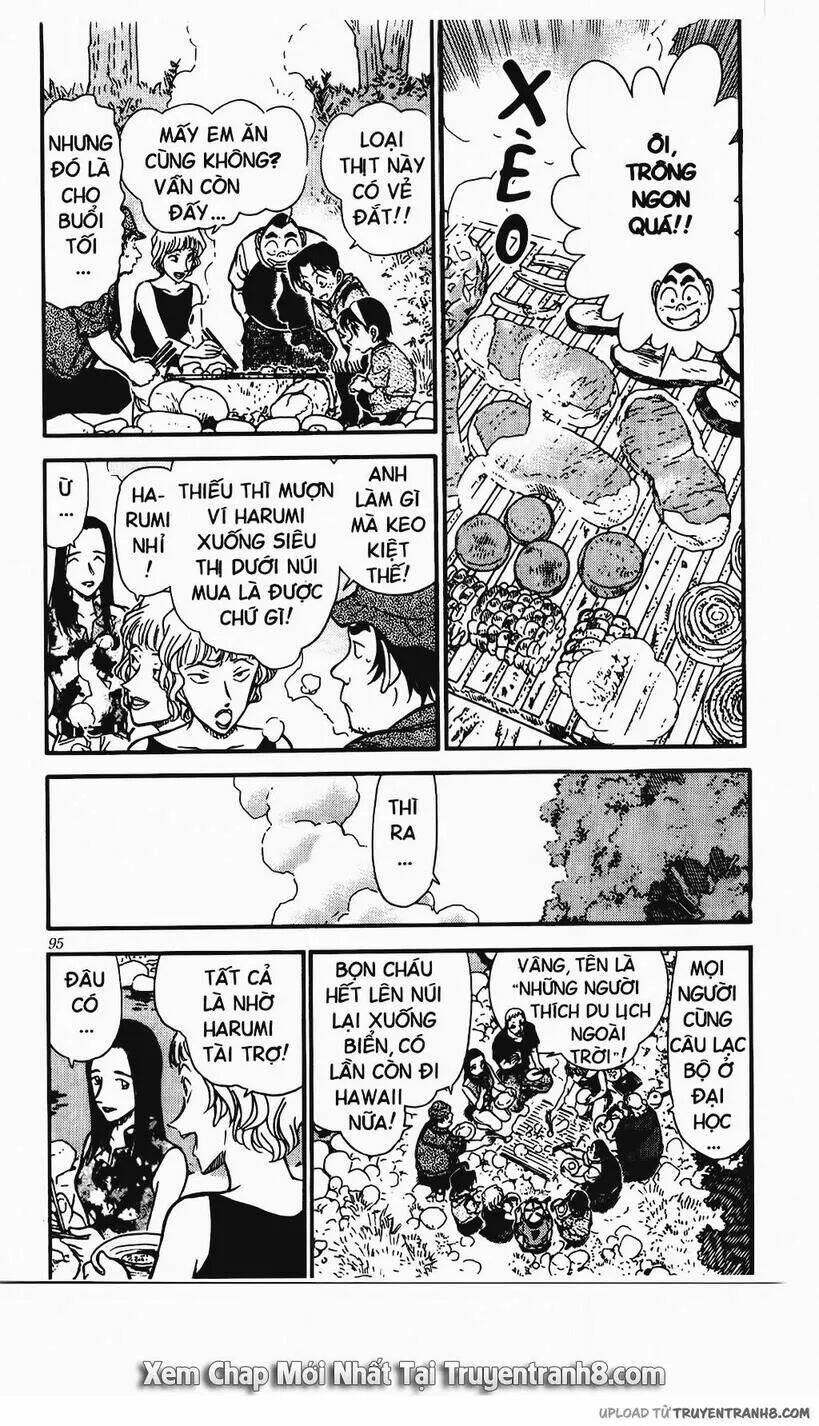 ÔI,
TRÔNG
NGON
QUÁ!!
XÈO
LOẠI
THỊT NÀY
CÓ VẺ
ĐẮT!!
MẤY EM ĂN
CÙNG KHÔNG?
VẪN CÒN
ĐẤY...
NHƯNG
ĐÓ LÀ
CHO
BUỔI
TỐI
...
ANH
LÀM GÌ
MÀ KEO
KIỆT
THẾ!
THIẾU THÌ MƯỢN
VÍ HARUMI
XUỐNG SIÊU
THỊ DƯỚI NÚI
MUA LÀ ĐƯỢC
CHỨ GÌ!
HA-
RUMI
NHỈ
!
Ừ
...
THÌ
RA
...
95
MỌI
NGƯỜI
CÙNG
CÂU LẠC
BỘ Ở
ĐẠI
HỌC
...
VÂNG, TÊN LÀ
"NHỮNG NGƯỜI
THÍCH DU LỊCH
NGOÀI
TRỜI"!
BỌN CHÁU
HẾT LÊN NÚI
LẠI XUỐNG
BIỂN, CÓ
LẦN CÒN ĐI
HAWAII
NỮA!
TẤT CẢ
LÀ NHỜ
HARUMI
TÀI TRỢ!
ĐÂU
CÓ
...
Xem Chap Mới Nhất Tại Truyentranh8.com
UPLOAD TỪ TRUYENTRANH8.COM